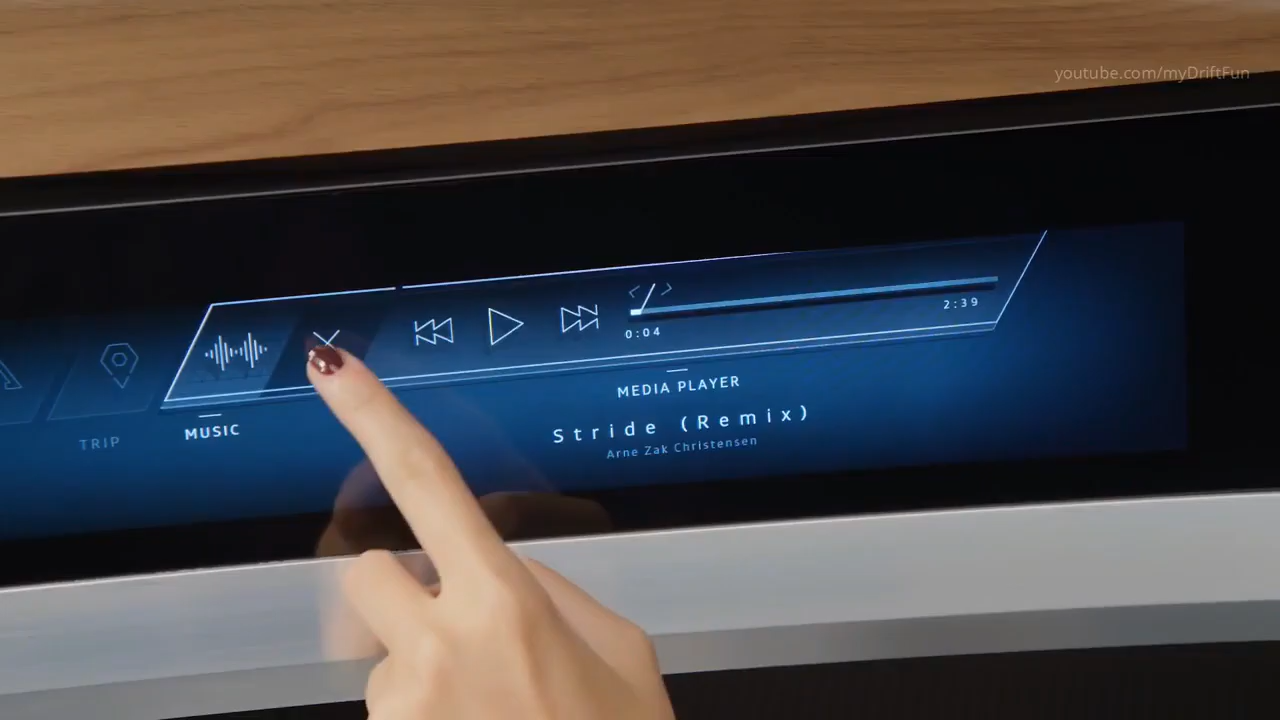 youtube.com/myDriftFun
0:04
2:39
MEDIA PLAYER
Stride (Remix)
Arne Zak Christensen
MUSIC
TRIP